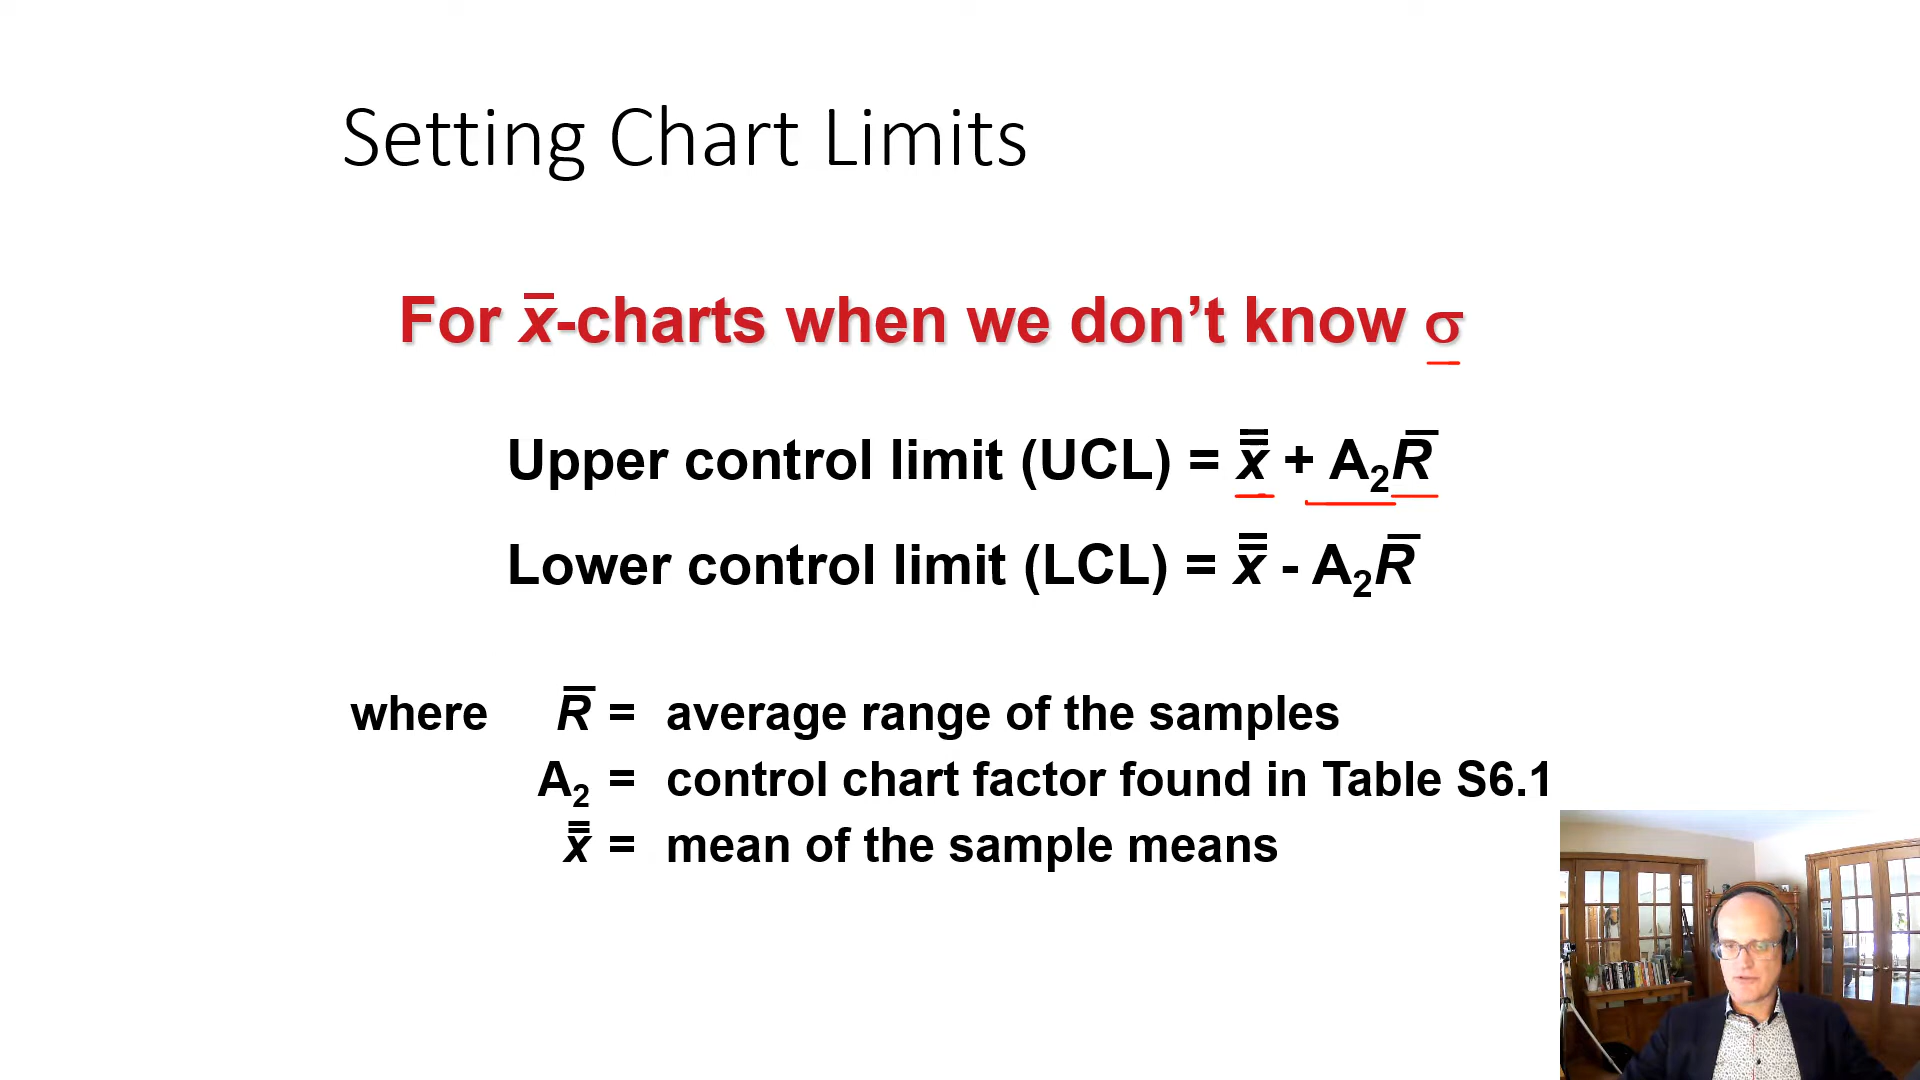 Setting Chart Limits
For x̅-charts when we don’t know σ
Upper control limit (UCL) = x̿ + A₂R̅
Lower control limit (LCL) = x̿ - A₂R̅
where R̅ = average range of the samples
A₂ = control chart factor found in Table S6.1
x̿ = mean of the sample means